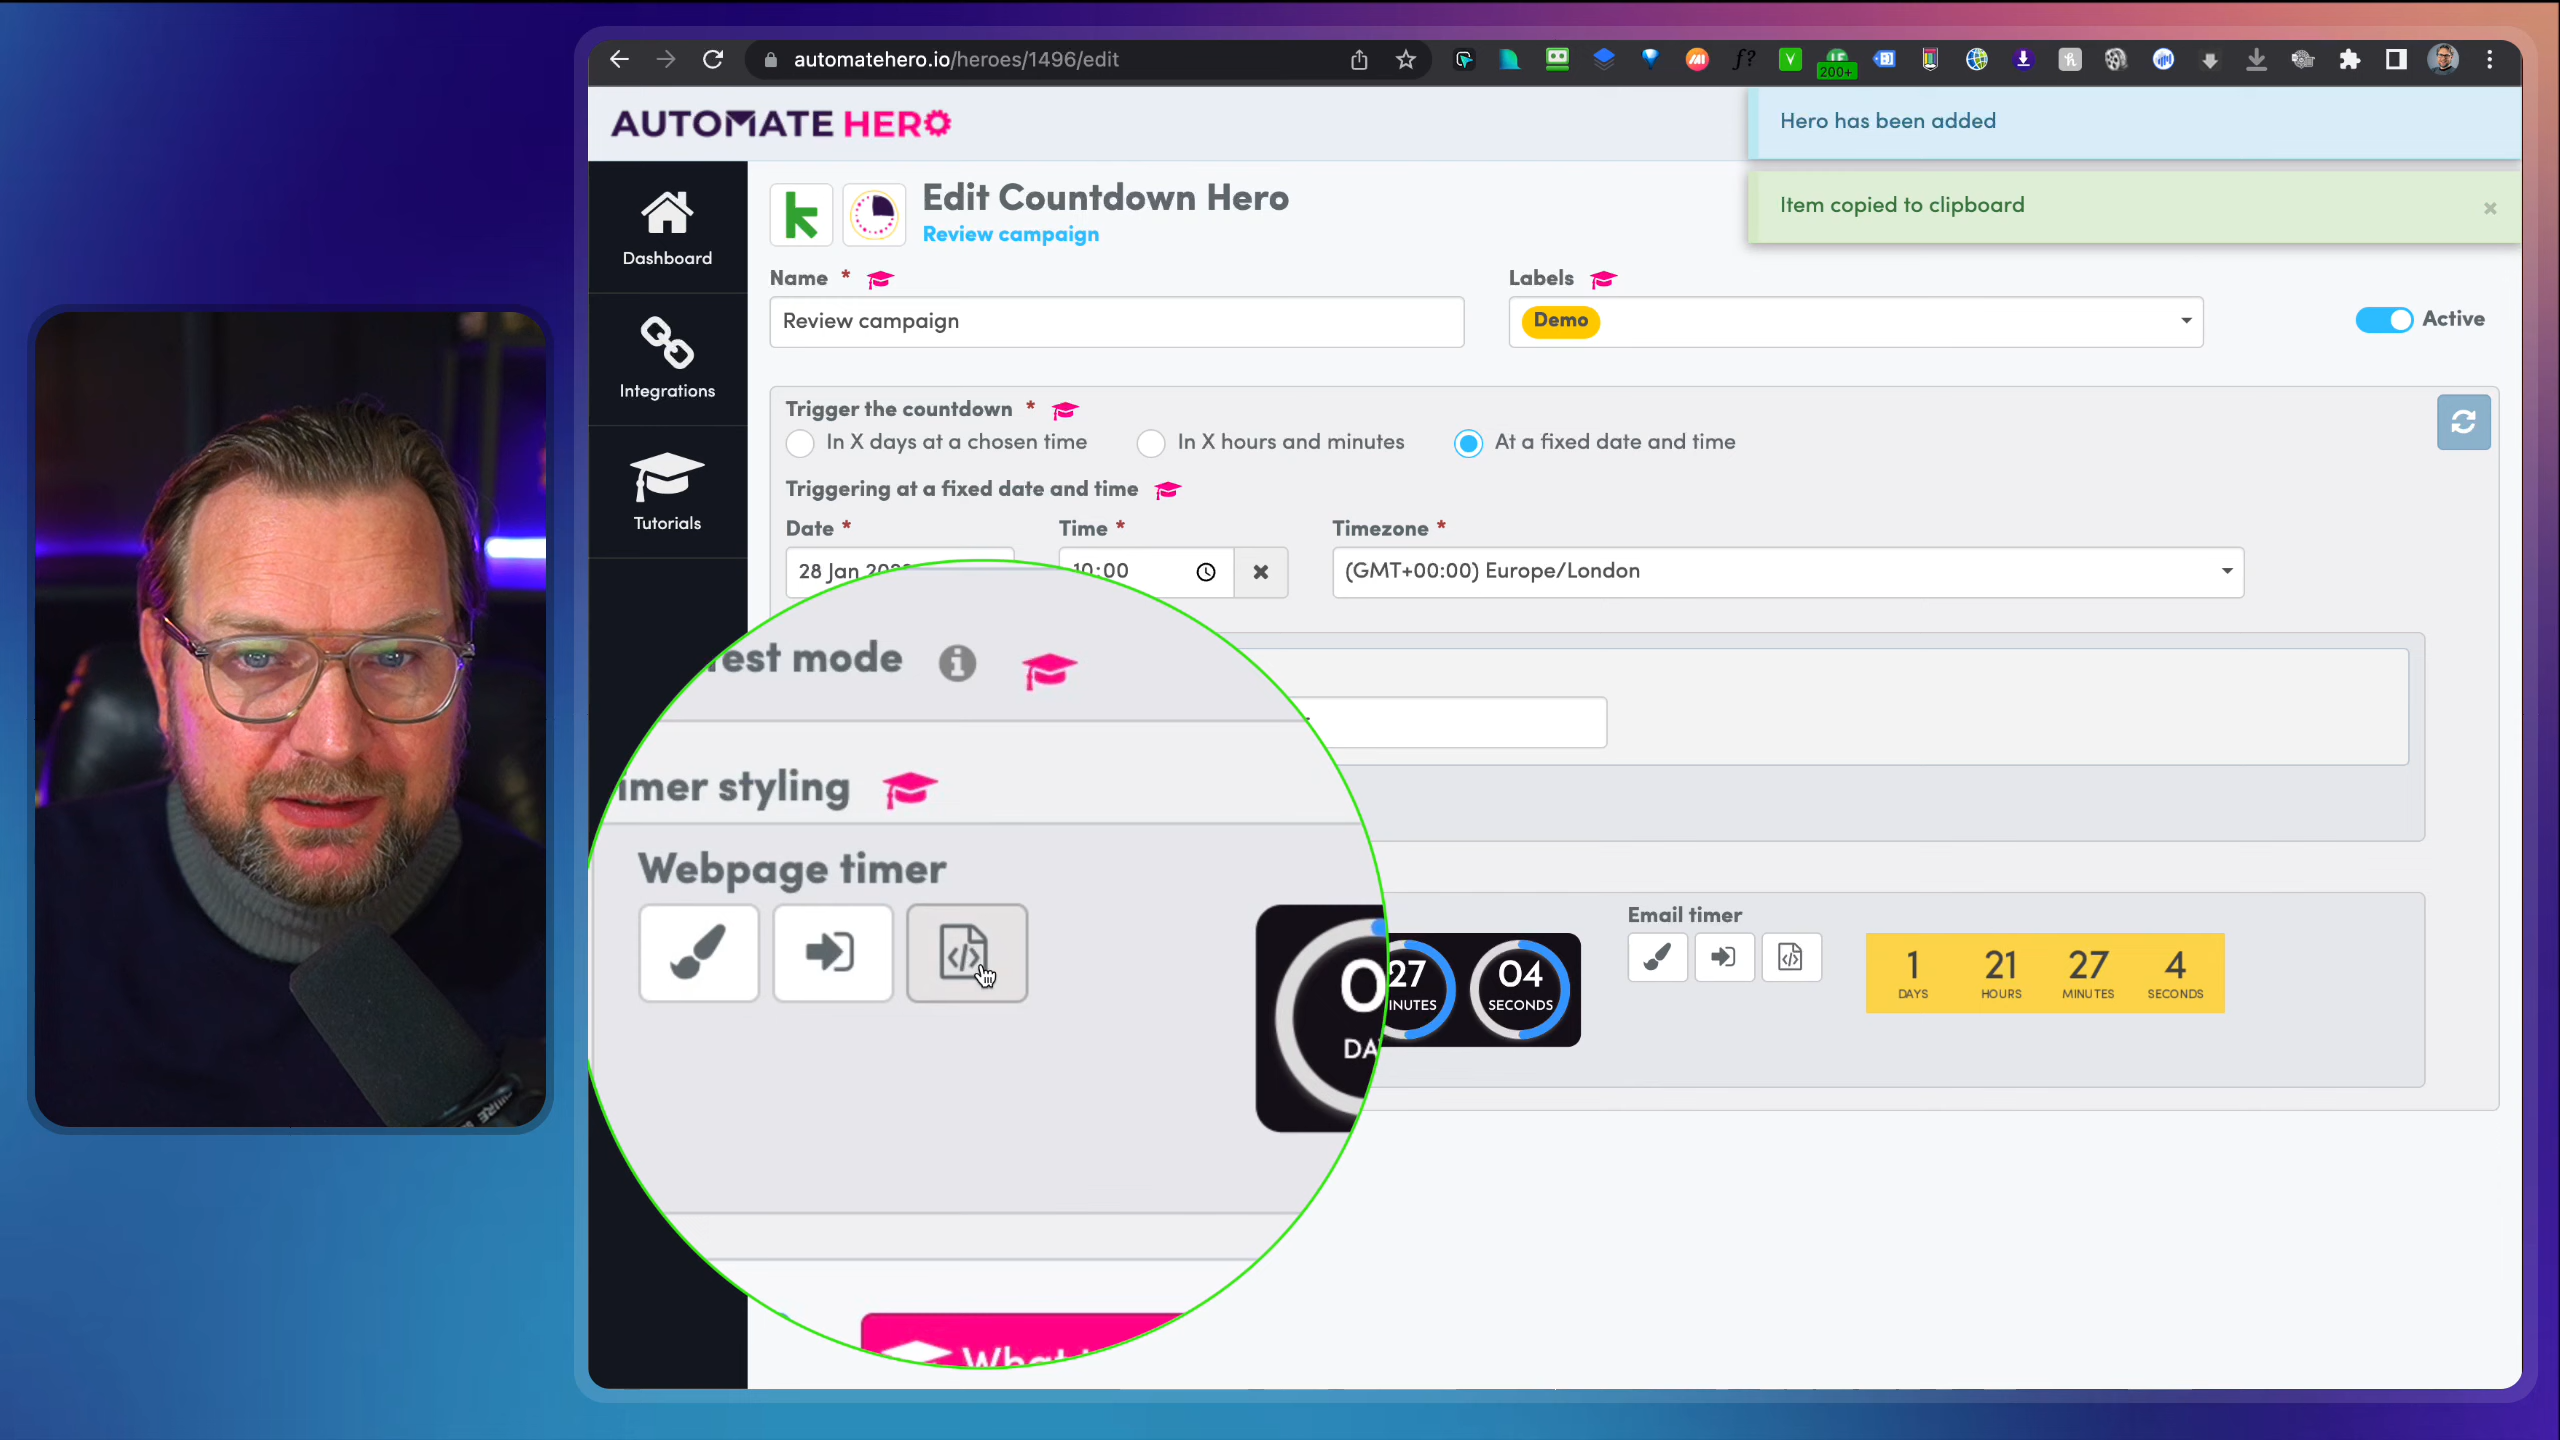 automatehero.io/heroes/1496/edit
200+
AUTOMATE HERO
Hero has been added
Item copied to clipboard
Dashboard
Integrations
Tutorials
Edit Countdown Hero
Review campaign
Name *
Labels
Review campaign
Demo
Active
Trigger the countdown *
In X days at a chosen time
In X hours and minutes
At a fixed date and time
Triggering at a fixed date and time
Date *
Time *
Timezone *
28 Jan
10:00
(GMT+00:00) Europe/London
est mode
imer styling
Webpage timer
0
DA
27
INUTES
04
SECONDS
Email timer
1
DAYS
21
HOURS
27
MINUTES
4
SECONDS